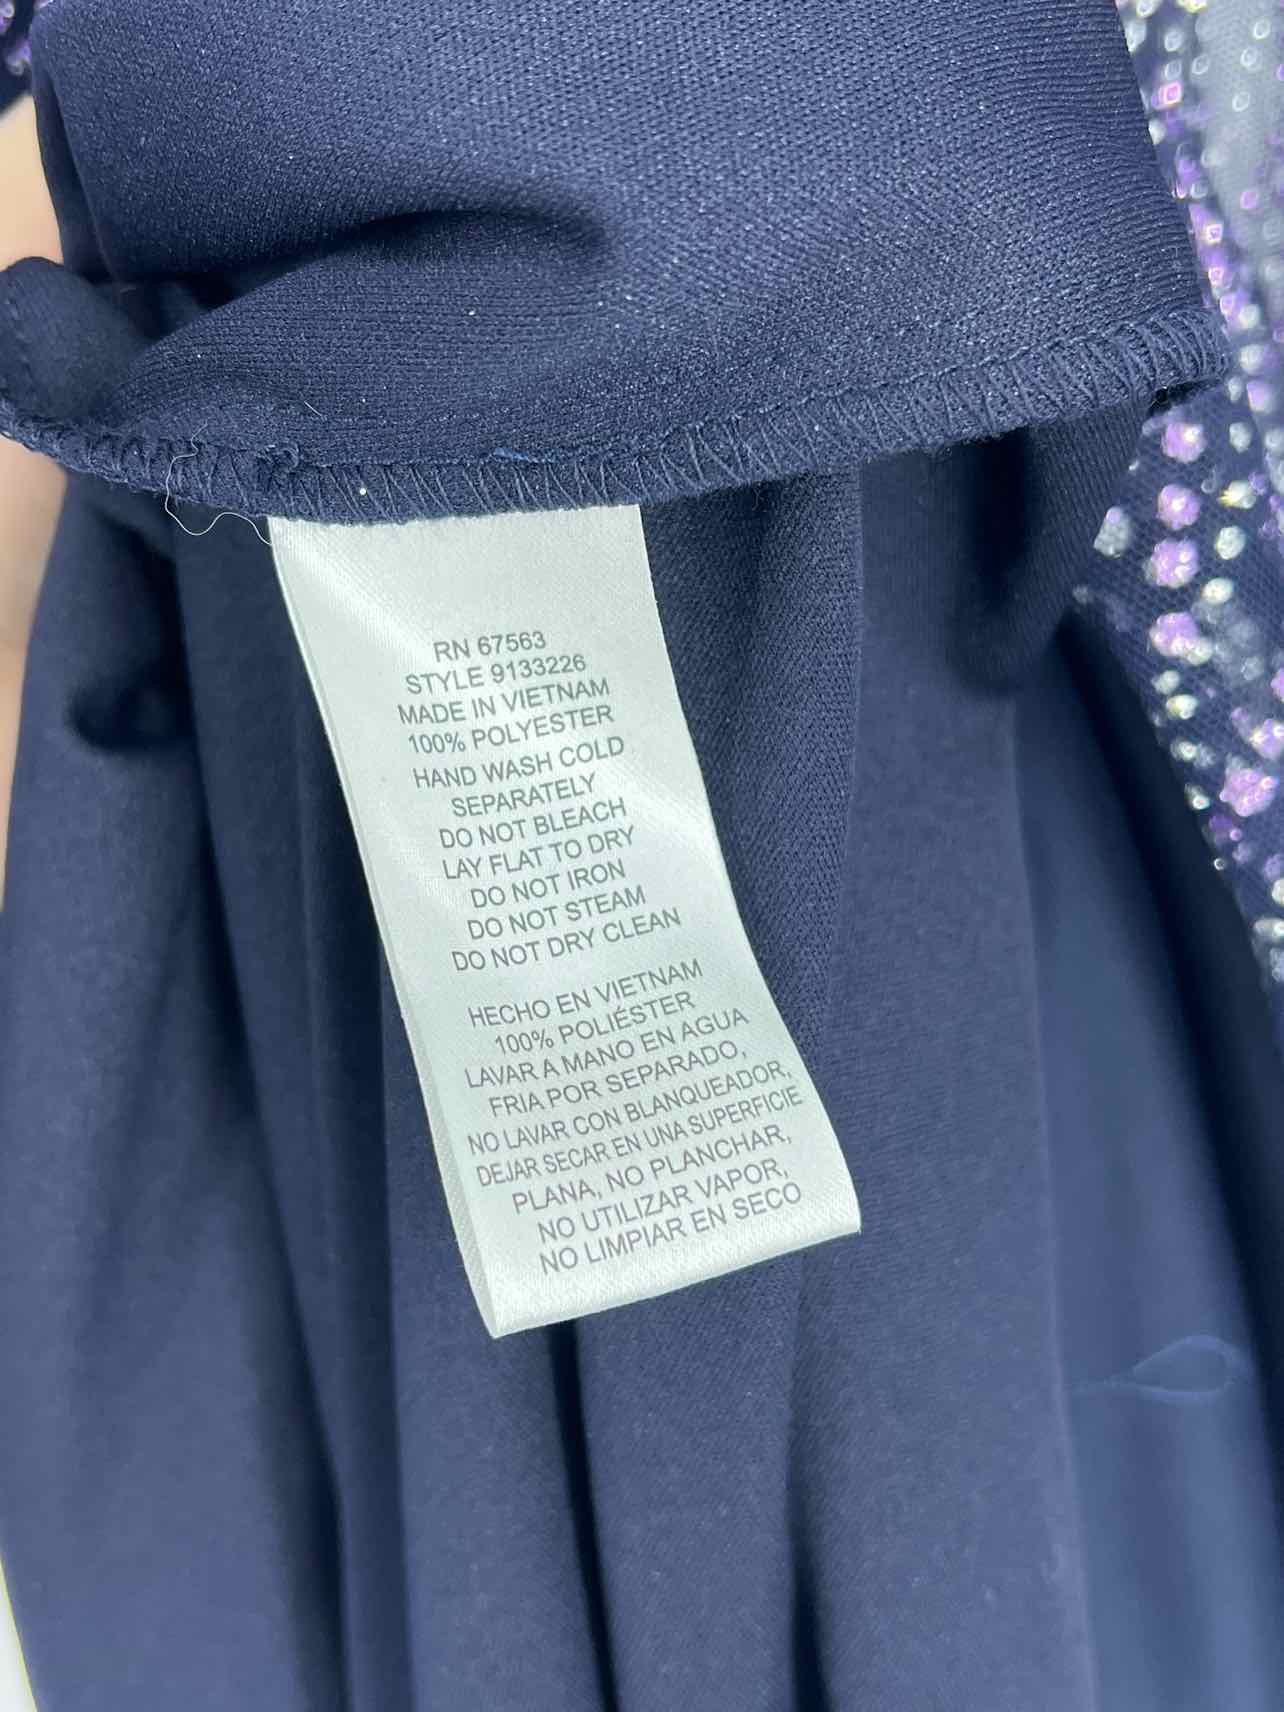 RN 67563
STYLE 9133226
MADE IN VIETNAM
100% POLYESTER
HAND WASH COLD
SEPARATELY
DO NOT BLEACH
LAY FLAT TO DRY
DO NOT IRON
DO NOT STEAM
DO NOT DRY CLEAN
HECHO EN VIETNAM
100% POLIÉSTER
LAVAR A MANO EN AGUA
FRIA POR SEPARADO,
NO LAVAR CON BLANQUEADOR,
DEJAR SECAR EN UNA SUPERFICIE
PLANA, NO PLANCHAR,
NO UTILIZAR VAPOR,
NO LIMPIAR EN SECO